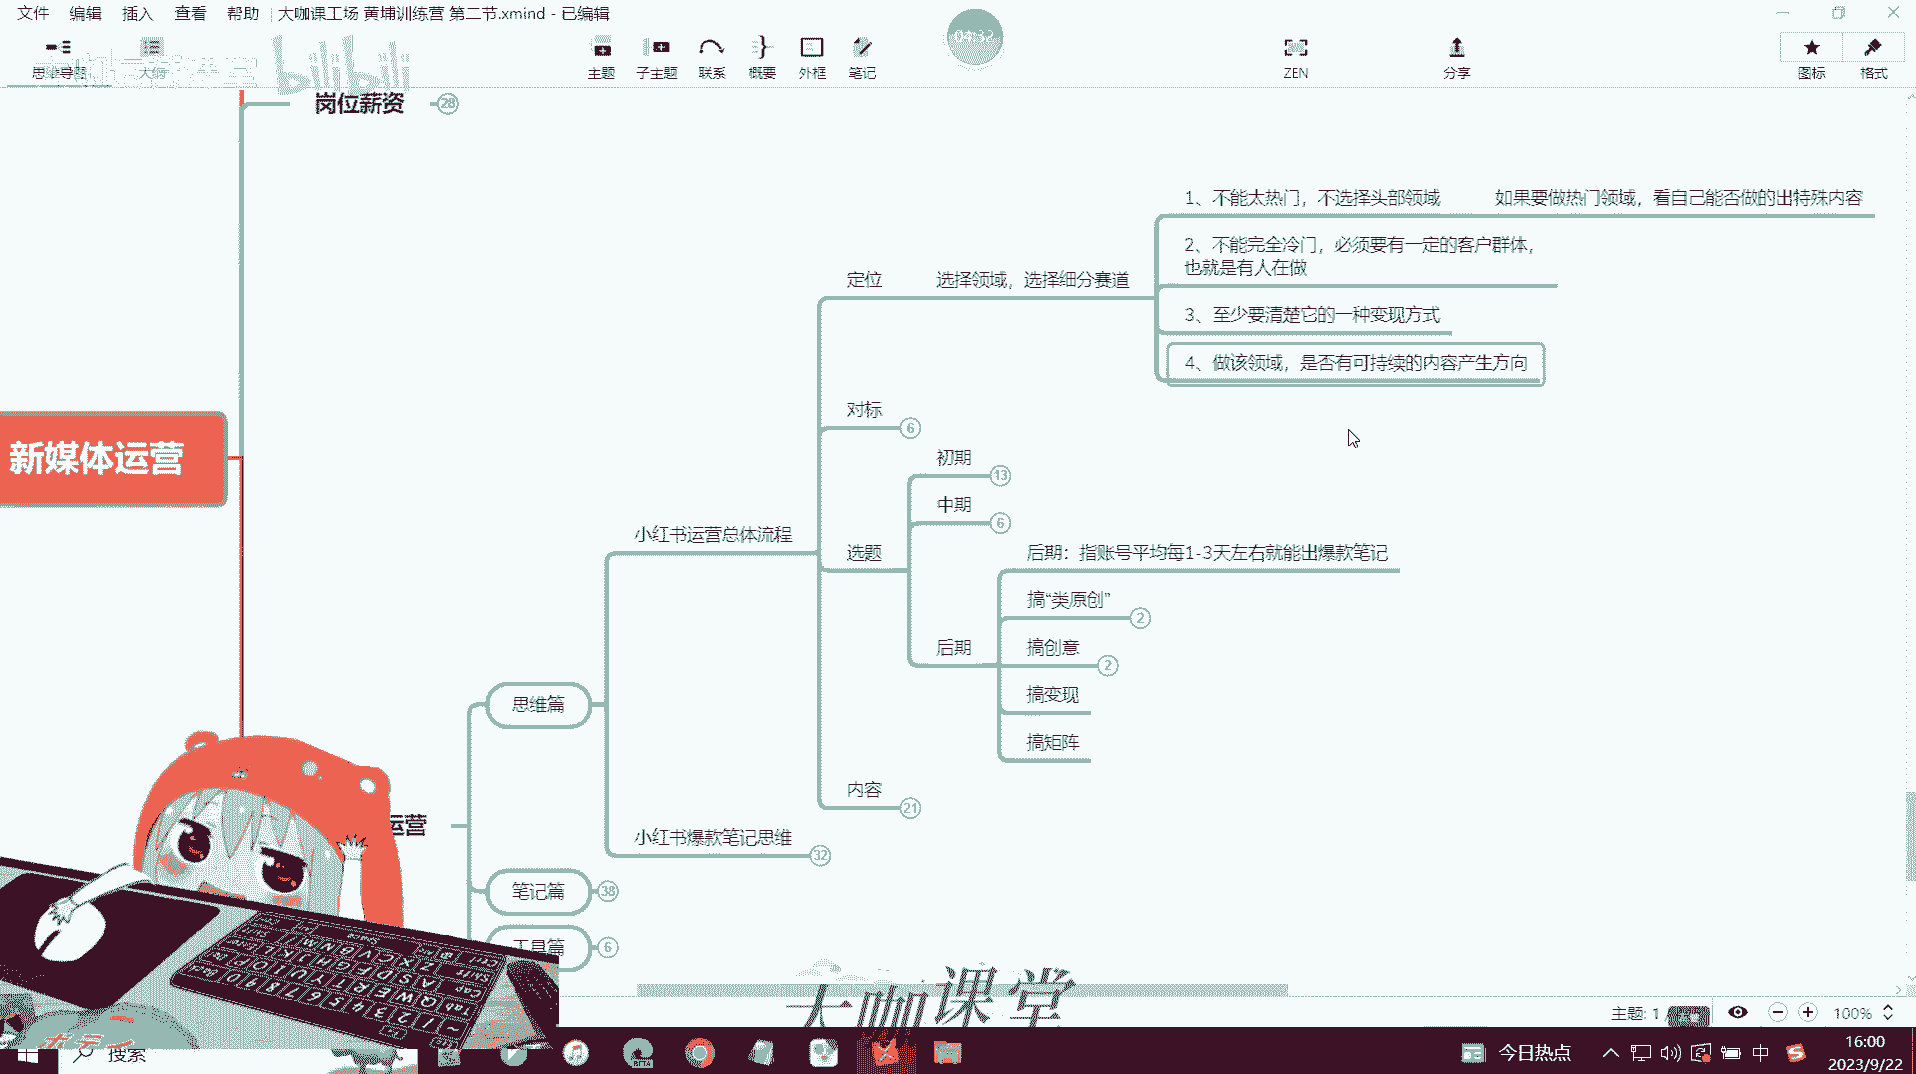 文件 编辑 插入 查看 帮助 大咖课工场 黄埔训练营 第二节.xmind - 已编辑
04:32
bilibili
思维导图 大纲 主题 子主题 联系 概要 外框 笔记 ZEN 分享 图标 格式
岗位薪资 28
1、不能太热门，不选择头部领域 如果要做热门领域，看自己能否做的出特殊内容
2、不能完全冷门，必须要有一定的客户群体，
也就是有人在做
定位 选择领域，选择细分赛道
3、至少要清楚它的一种变现方式
4、做该领域，是否有可持续的内容产生方向
对标 6
新媒体运营
初期 13
中期 6
小红书运营总体流程
选题
后期：指账号平均每1-3天左右就能出爆款笔记
搞“类原创” 2
后期
搞创意 2
搞变现
思维篇
搞矩阵
内容 21
运营
小红书爆款笔记思维 32
笔记篇 38
工具篇 6
大咖课堂
主题: 1 /
100%
搜索
BETA
今日热点
中
16:00
2023/9/22